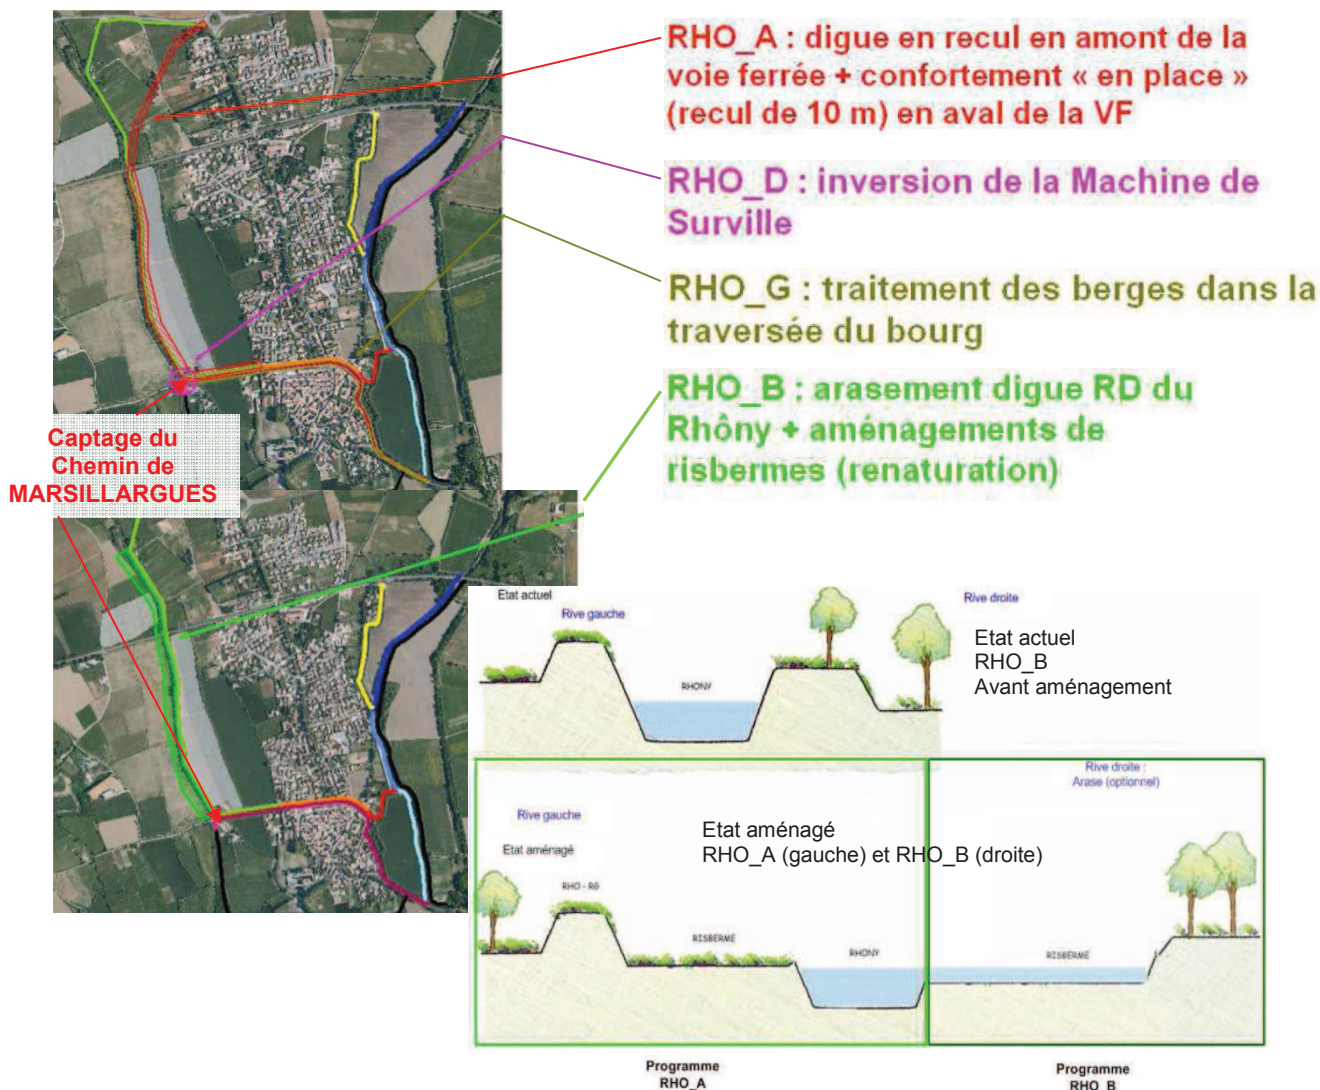 RHO_A : digue en recul en amont de la
voie ferrée + confortement « en place »
(recul de 10 m) en aval de la VF
RHO_D : inversion de la Machine de
Surville
RHO_G : traitement des berges dans la
traversée du bourg
RHO_B : arasement digue RD du
Rhôny + aménagements de
risbermes (renaturation)
Captage du
Chemin de
MARSILLARGUES
Etat actuel
Rive gauche
Rive droite
RHONY
Etat actuel
RHO_B
Avant aménagement
Rive droite :
Arase (optionnel)
Rive gauche
Etat aménagé
Etat aménagé
RHO_A (gauche) et RHO_B (droite)
RHO - RG
RISBERME
RHONY
RISBERME
Programme
RHO_A
Programme
RHO_B